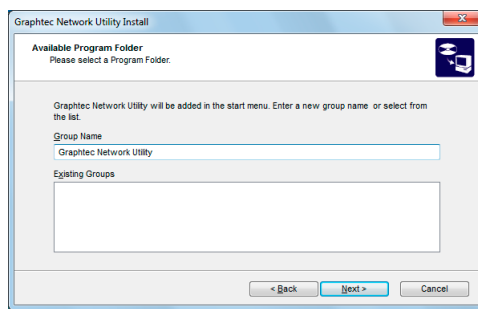 Graphtec Network Utility Install
Available Program Folder
Please select a Program Folder.
Graphtec Network Utility will be added in the start menu. Enter a new group name or select from
the list.
Group Name
Graphtec Network Utility
Existing Groups
< Back Next > Cancel